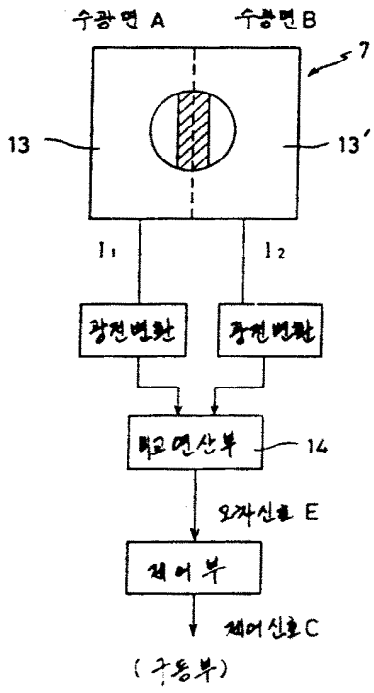 수광면 A 수광면 B
7
13 13′
I₁ I₂
광전변환 광전변환
비교연산부
14
오차신호 E
제어부
제어신호 C
(구동부)